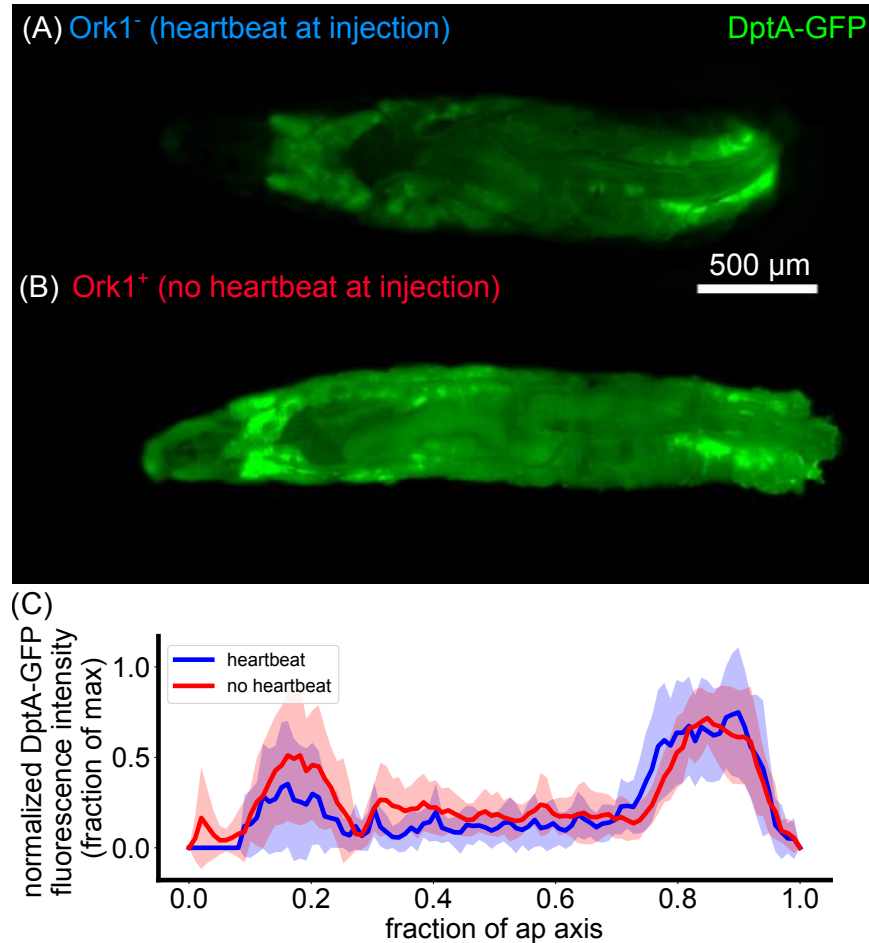 (A) Ork1⁻ (heartbeat at injection) DptA-GFP
500 µm
(B) Ork1⁺ (no heartbeat at injection)
(C)
normalized DptA-GFP
fluorescence intensity
(fraction of max)
1.0
0.5
0.0
heartbeat
no heartbeat
0.0 0.2 0.4 0.6 0.8 1.0
fraction of ap axis